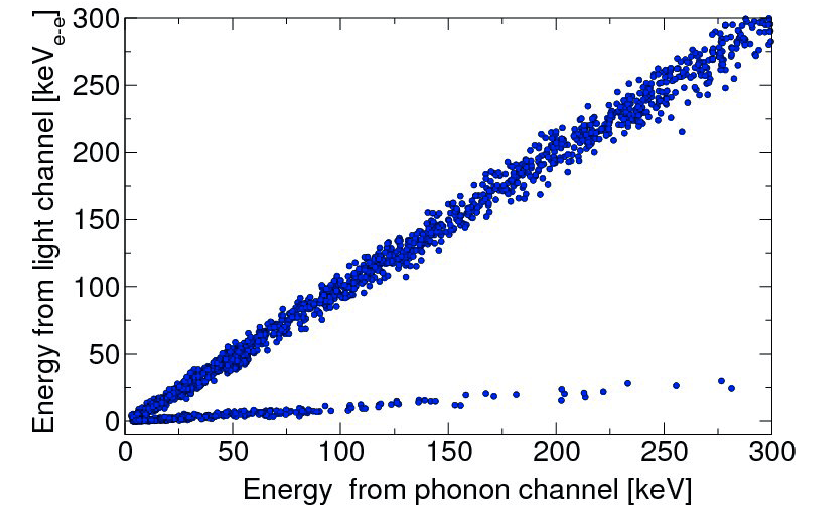 Energy from light channel [keVe-e]
300
250
200
150
100
50
0
0 50 100 150 200 250 300
Energy from phonon channel [keV]